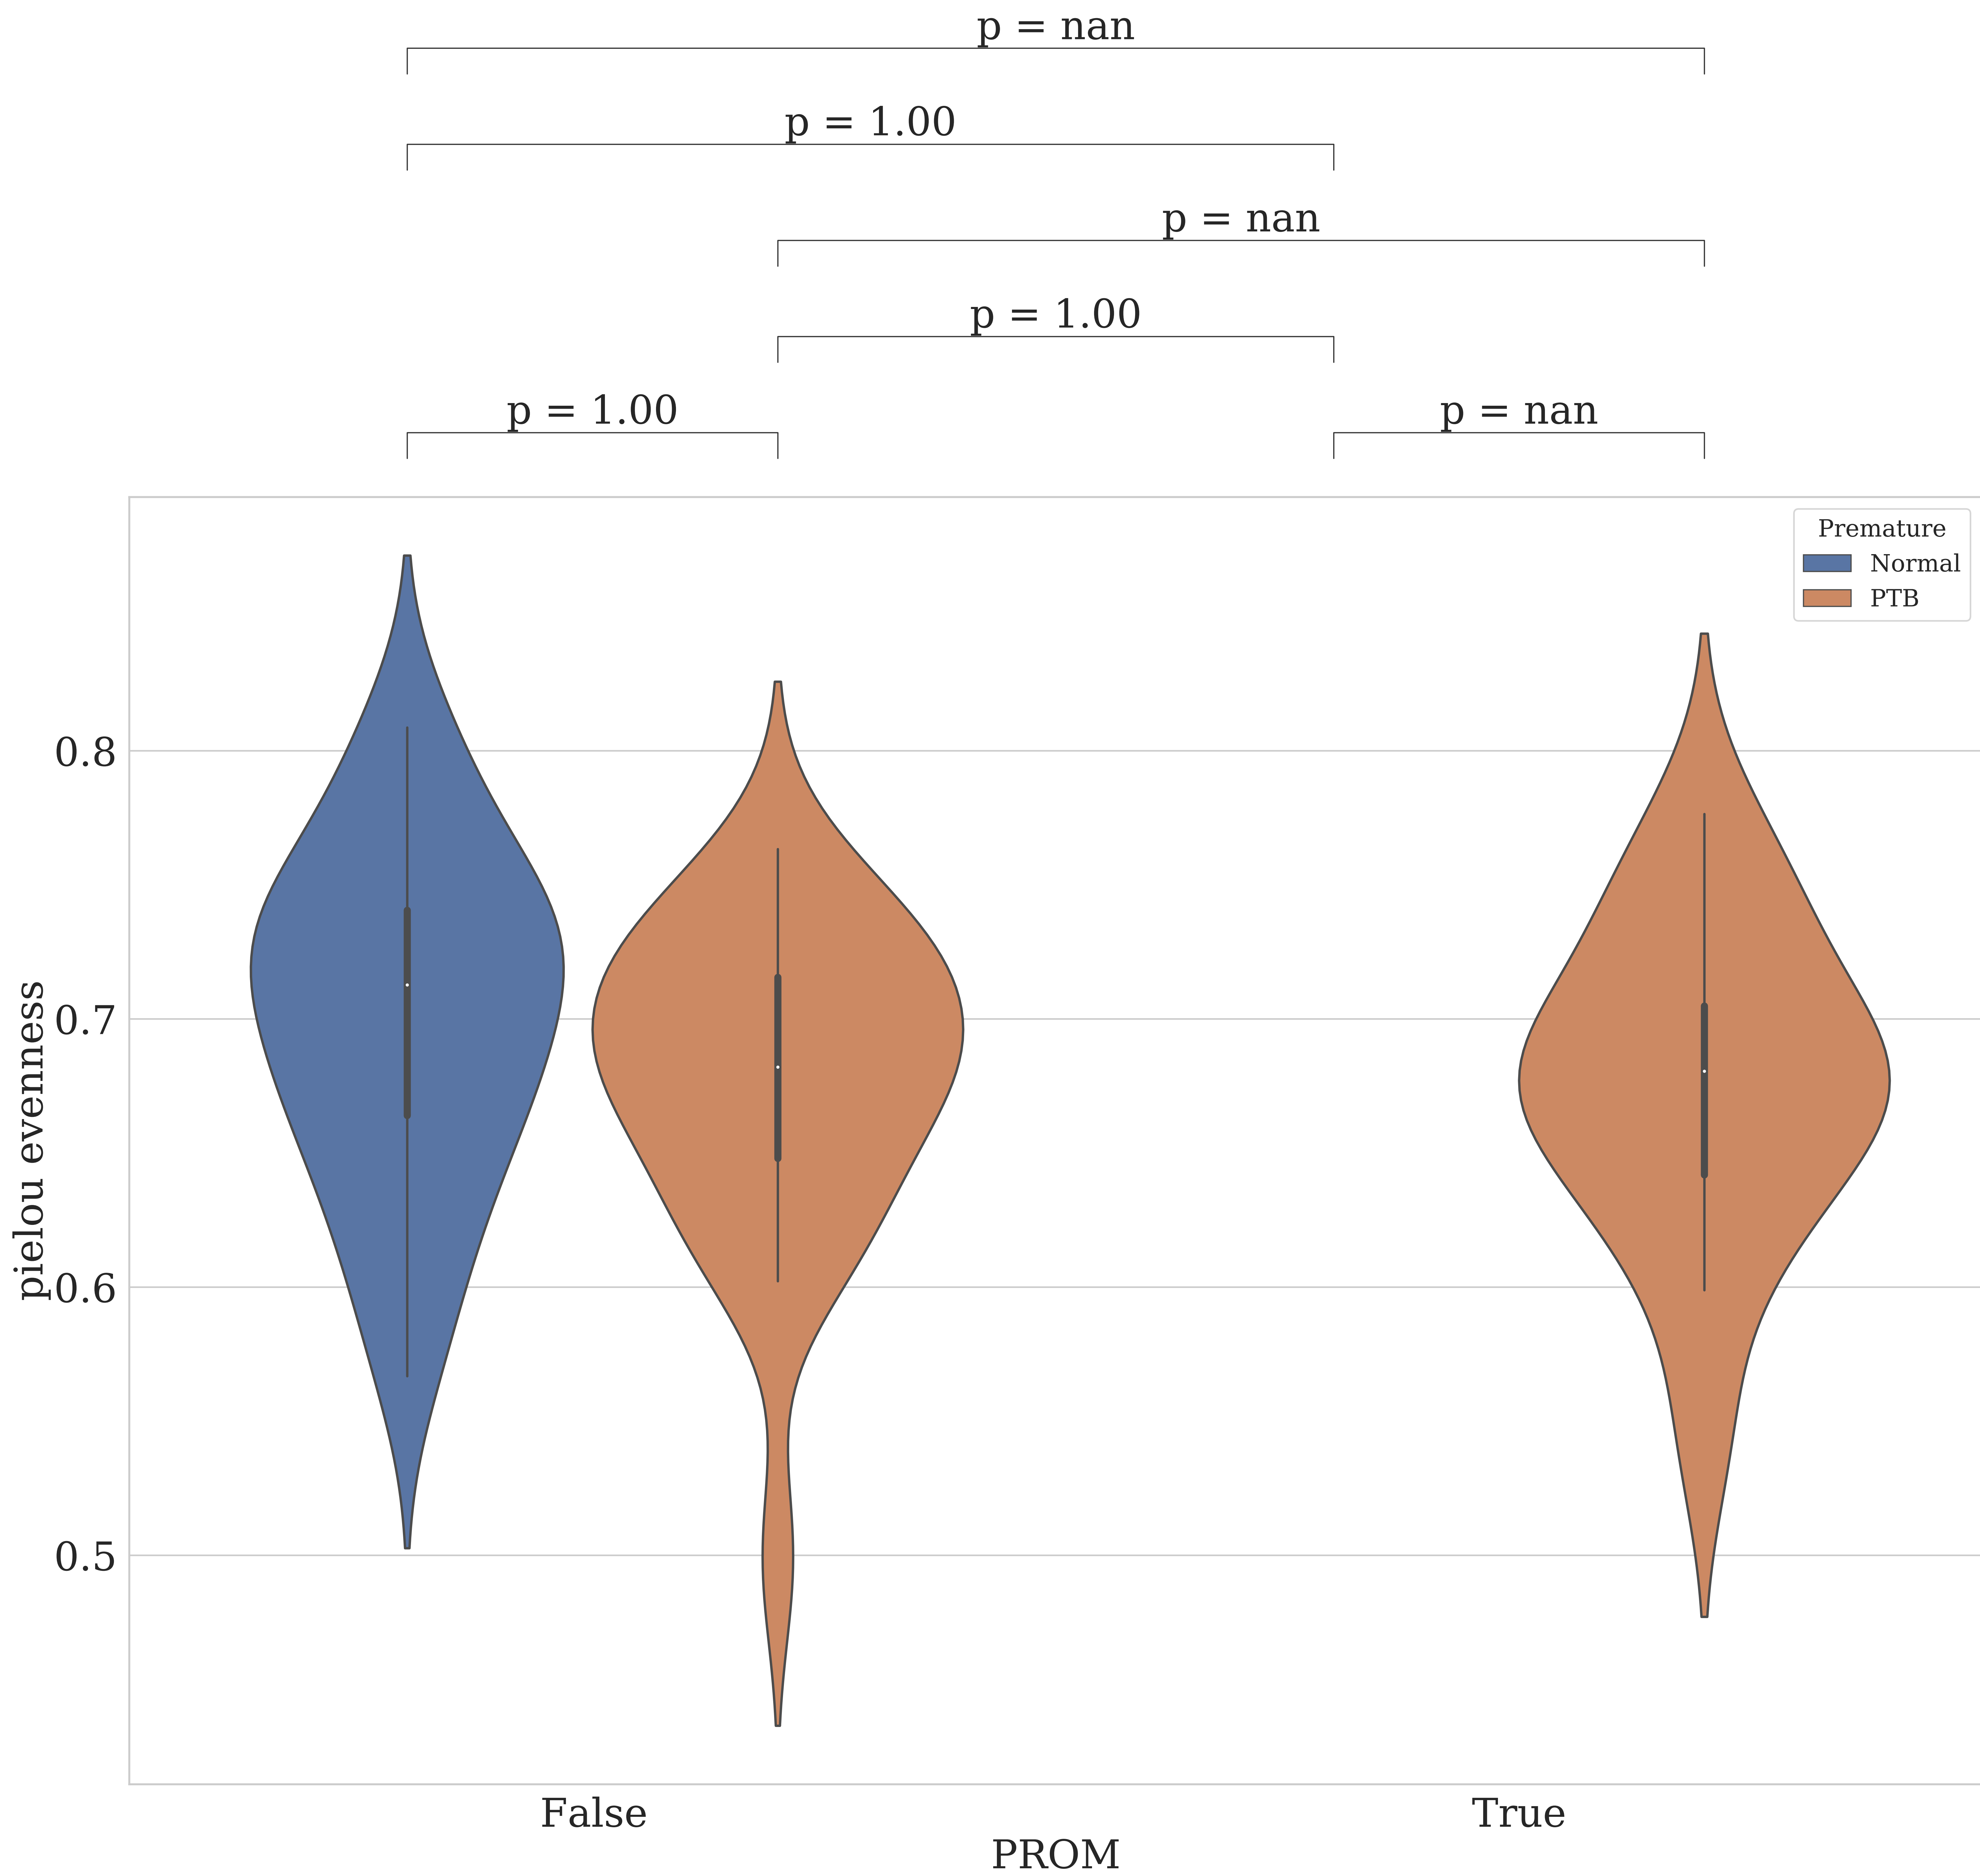 p = nan
p = 1.00
p = nan
p = 1.00
p = 1.00
p = nan
Premature
Normal
PTB
0.8
0.7
0.6
0.5
pielou evenness
False
True
PROM